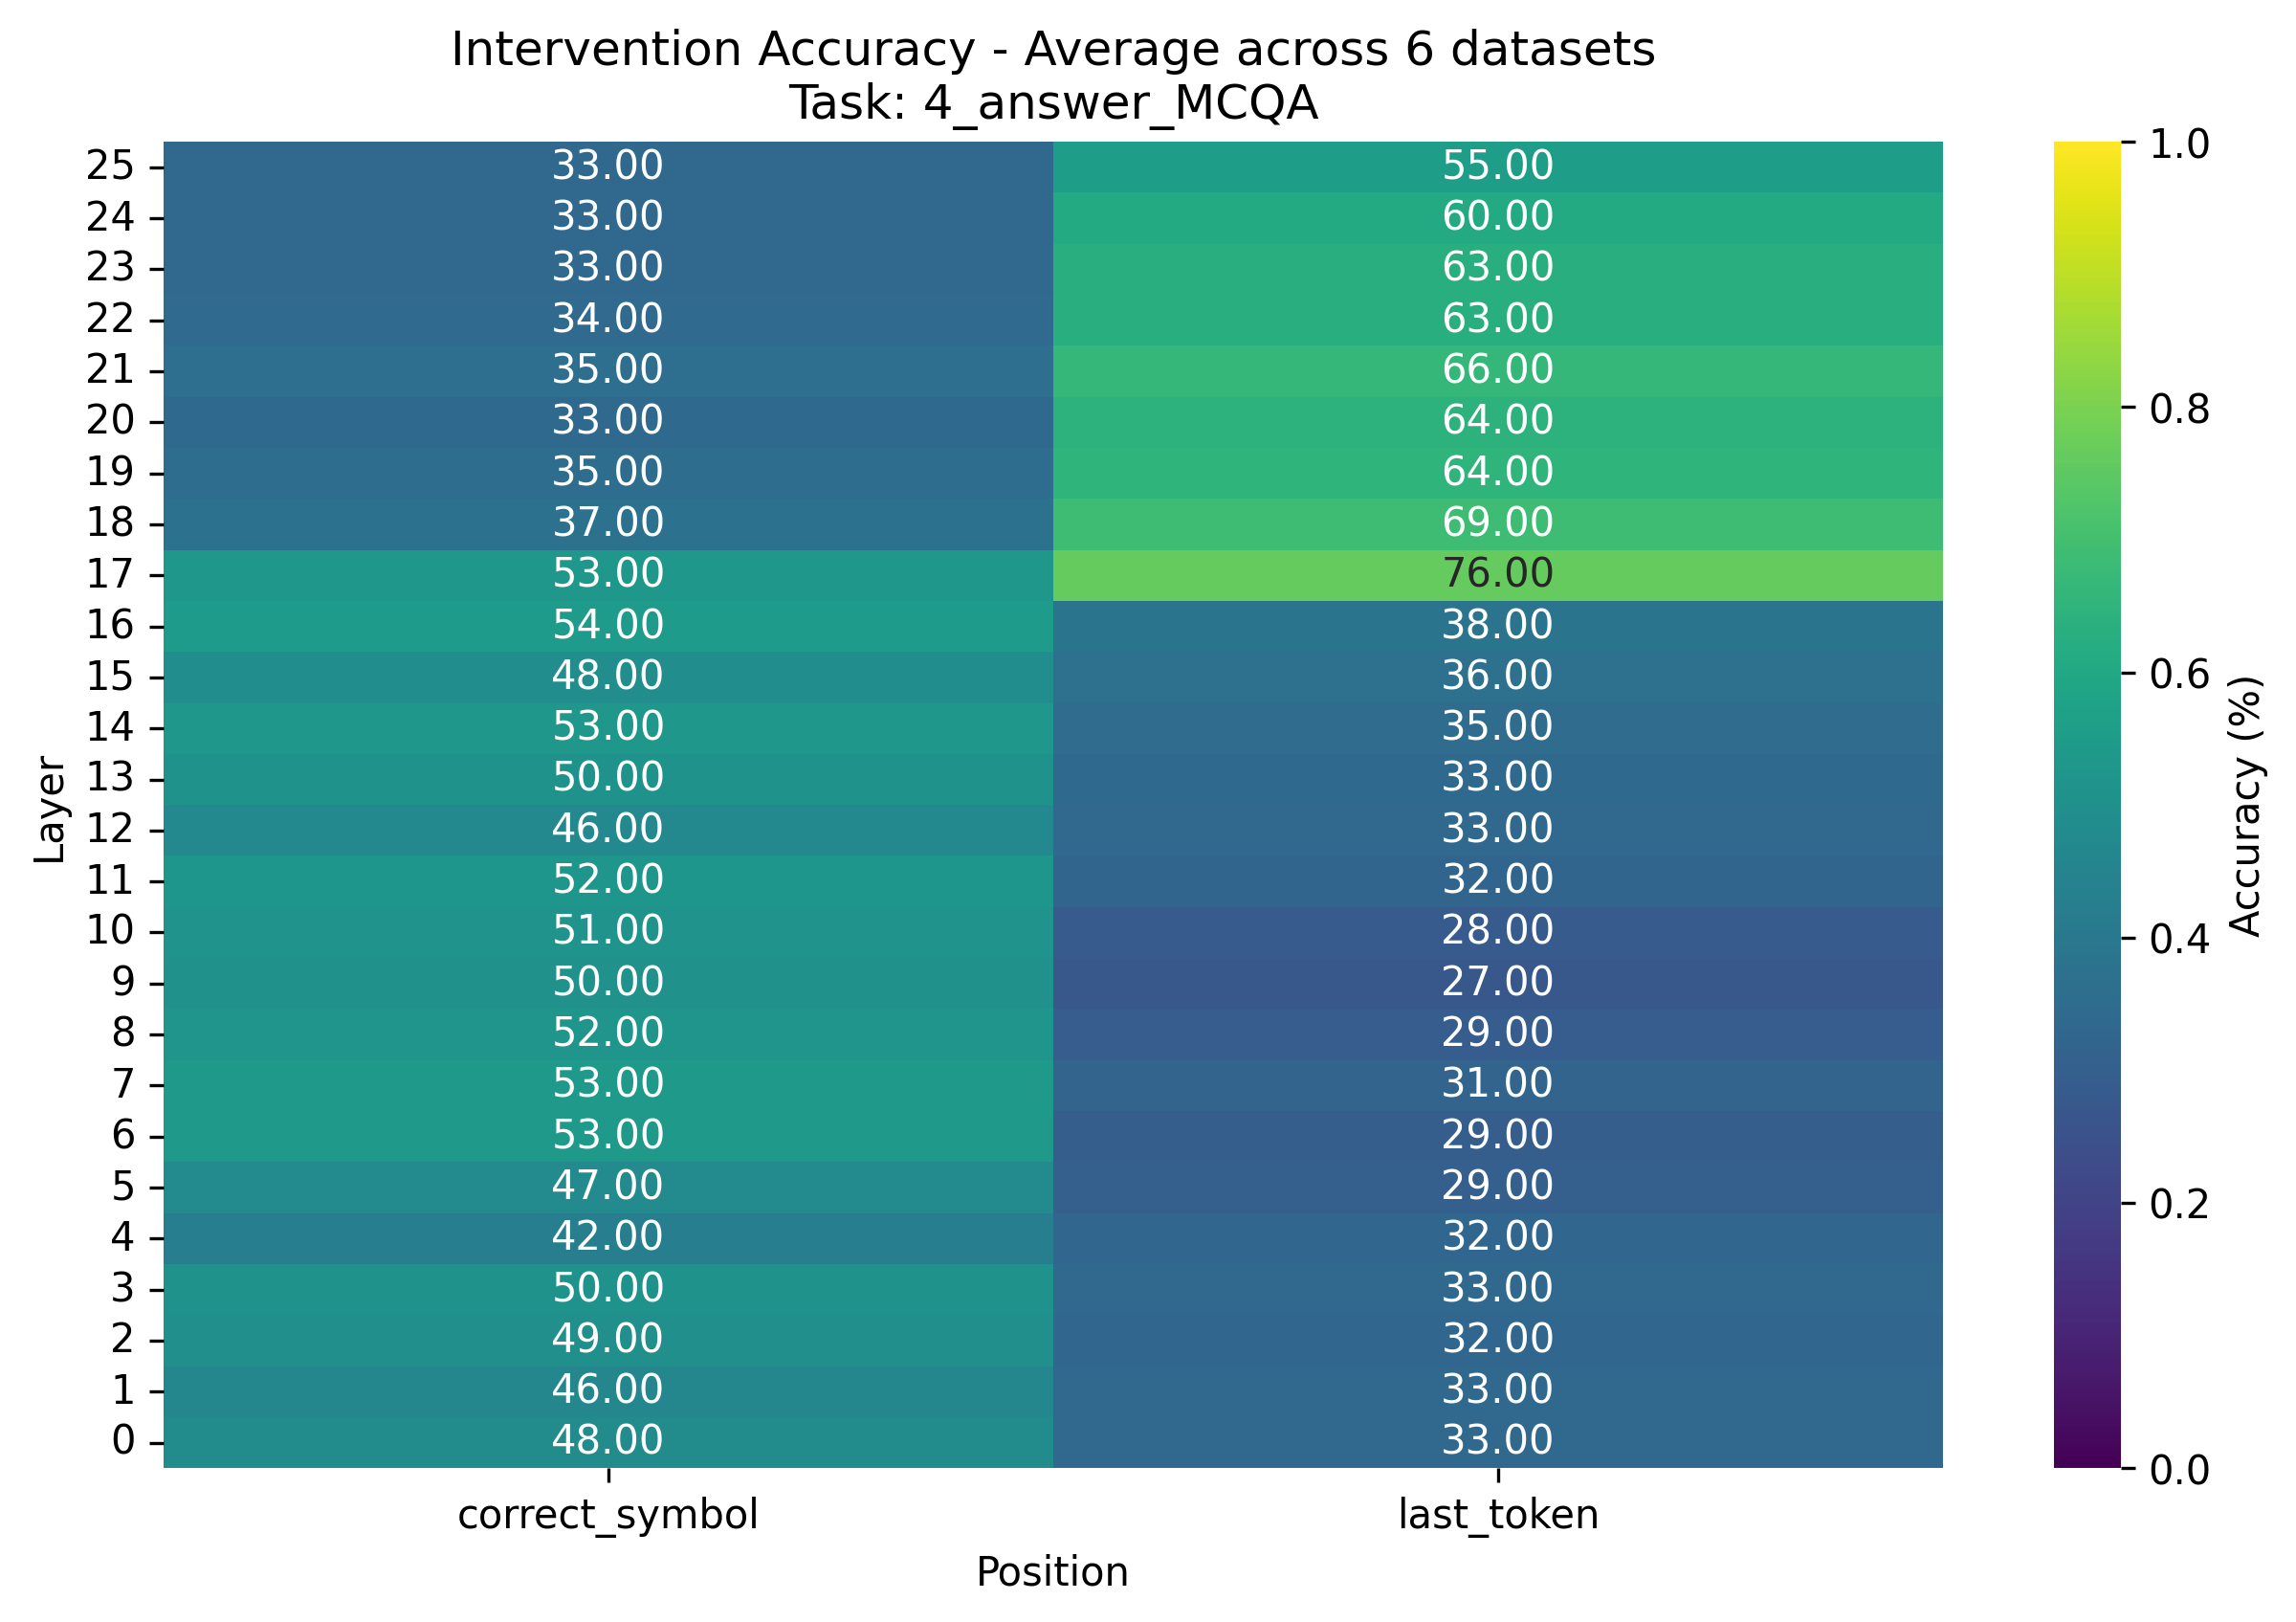 Intervention Accuracy - Average across 6 datasets
Task: 4_answer_MCQA
Layer
25 33.00 55.00
24 33.00 60.00
23 33.00 63.00
22 34.00 63.00
21 35.00 66.00
20 33.00 64.00
19 35.00 64.00
18 37.00 69.00
17 53.00 76.00
16 54.00 38.00
15 48.00 36.00
14 53.00 35.00
13 50.00 33.00
12 46.00 33.00
11 52.00 32.00
10 51.00 28.00
9 50.00 27.00
8 52.00 29.00
7 53.00 31.00
6 53.00 29.00
5 47.00 29.00
4 42.00 32.00
3 50.00 33.00
2 49.00 32.00
1 46.00 33.00
0 48.00 33.00
correct_symbol last_token
Position
1.0
0.8
0.6
0.4
0.2
0.0
Accuracy (%)